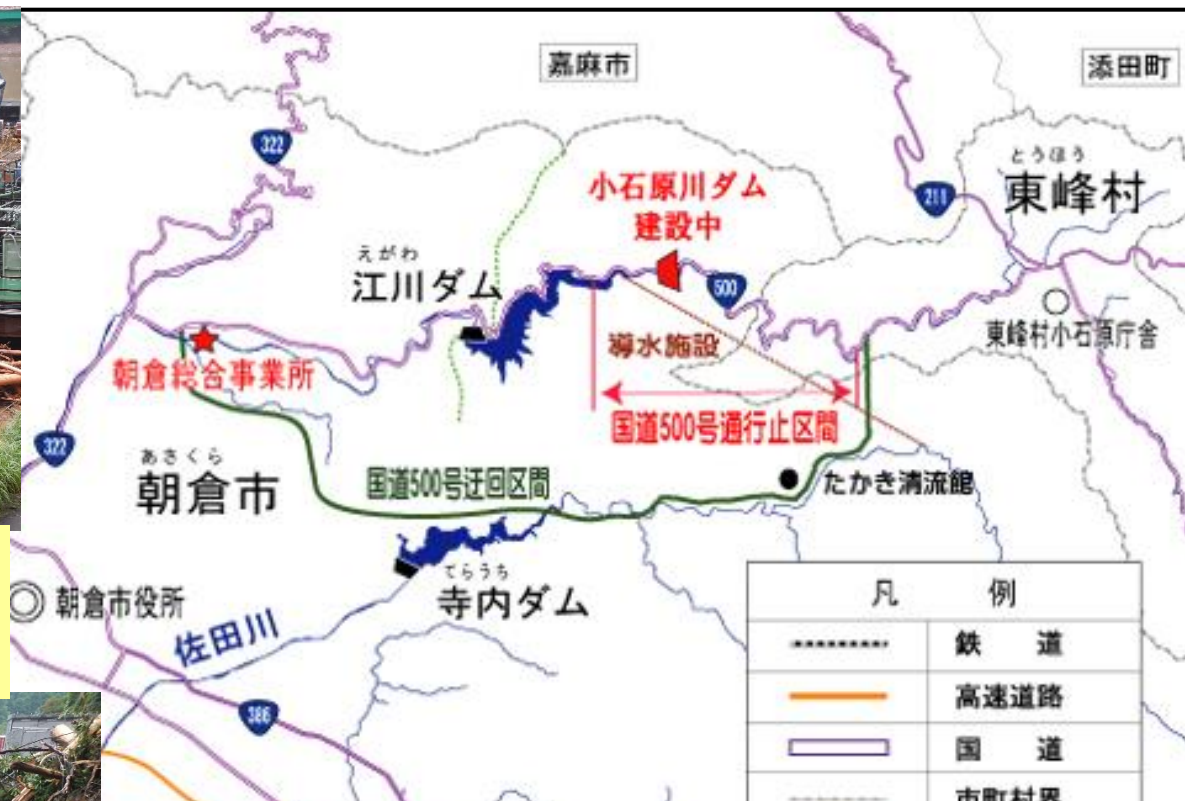 嘉麻市
添田町
322
とうほう
東峰村
211
小石原川ダム
建設中
えがわ
江川ダム
500
東峰村小石原庁舎
導水施設
朝倉総合事業所
国道500号通行止区間
322
あさくら
朝倉市
国道500号迂回区間
たかき清流館
てらうち
寺内ダム
朝倉市役所
佐田川
386
凡 例
鉄 道
高速道路
国 道
市町村界